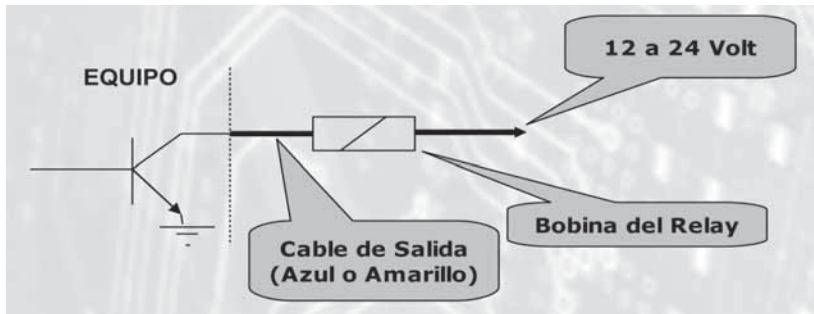 12 a 24 Volt
EQUIPO
Bobina del Relay
Cable de Salida
(Azul o Amarillo)